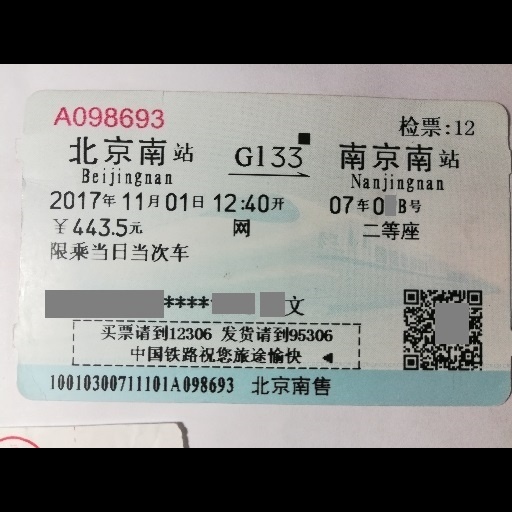 A098693
检票:12
北京南站 G133 南京南站
Beijingnan Nanjingnan
2017年11月01日12:40开 07车0 B号
￥443.5元 网 二等座
限乘当日当次车
**** 文
买票请到12306 发货请到95306
中国铁路祝您旅途愉快
10010300711101A098693 北京南售